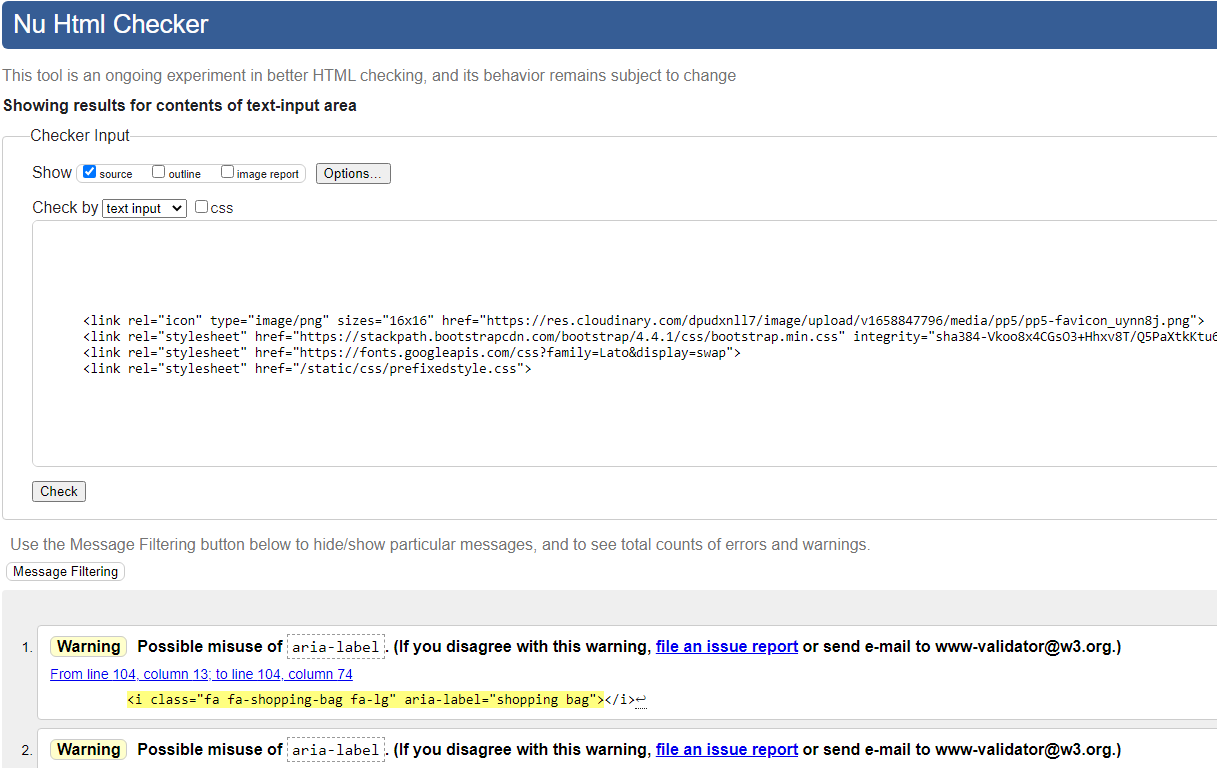 Nu Html Checker
This tool is an ongoing experiment in better HTML checking, and its behavior remains subject to change
Showing results for contents of text-input area
Checker Input
Show source outline image report Options...
Check by text input css
<link rel="icon" type="image/png" sizes="16x16" href="https://res.cloudinary.com/dpudxnll7/image/upload/v1658847796/media/pp5/pp5-favicon_uynn8j.png">
<link rel="stylesheet" href="https://stackpath.bootstrapcdn.com/bootstrap/4.4.1/css/bootstrap.min.css" integrity="sha384-Vkoo8x4CGsO3+Hhxv8T/Q5PaXtkKtu6
<link rel="stylesheet" href="https://fonts.googleapis.com/css?family=Lato&display=swap">
<link rel="stylesheet" href="/static/css/prefixedstyle.css">
Check
Use the Message Filtering button below to hide/show particular messages, and to see total counts of errors and warnings.
Message Filtering
1. Warning Possible misuse of aria-label. (If you disagree with this warning, file an issue report or send e-mail to www-validator@w3.org.)
From line 104, column 13; to line 104, column 74
<i class="fa fa-shopping-bag fa-lg" aria-label="shopping bag"></i>↩
2. Warning Possible misuse of aria-label. (If you disagree with this warning, file an issue report or send e-mail to www-validator@w3.org.)